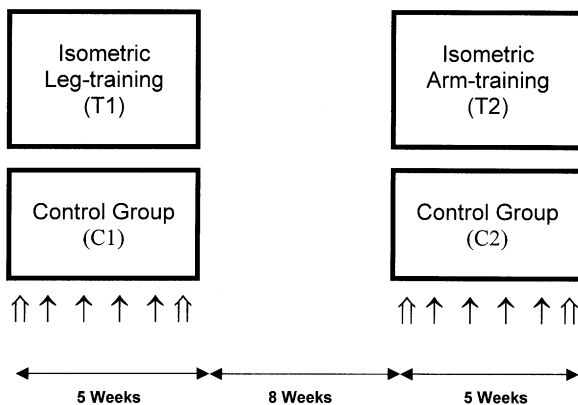 Isometric
Leg-training
(T1)
Isometric
Arm-training
(T2)
Control Group
(C1)
Control Group
(C2)
5 Weeks
8 Weeks
5 Weeks